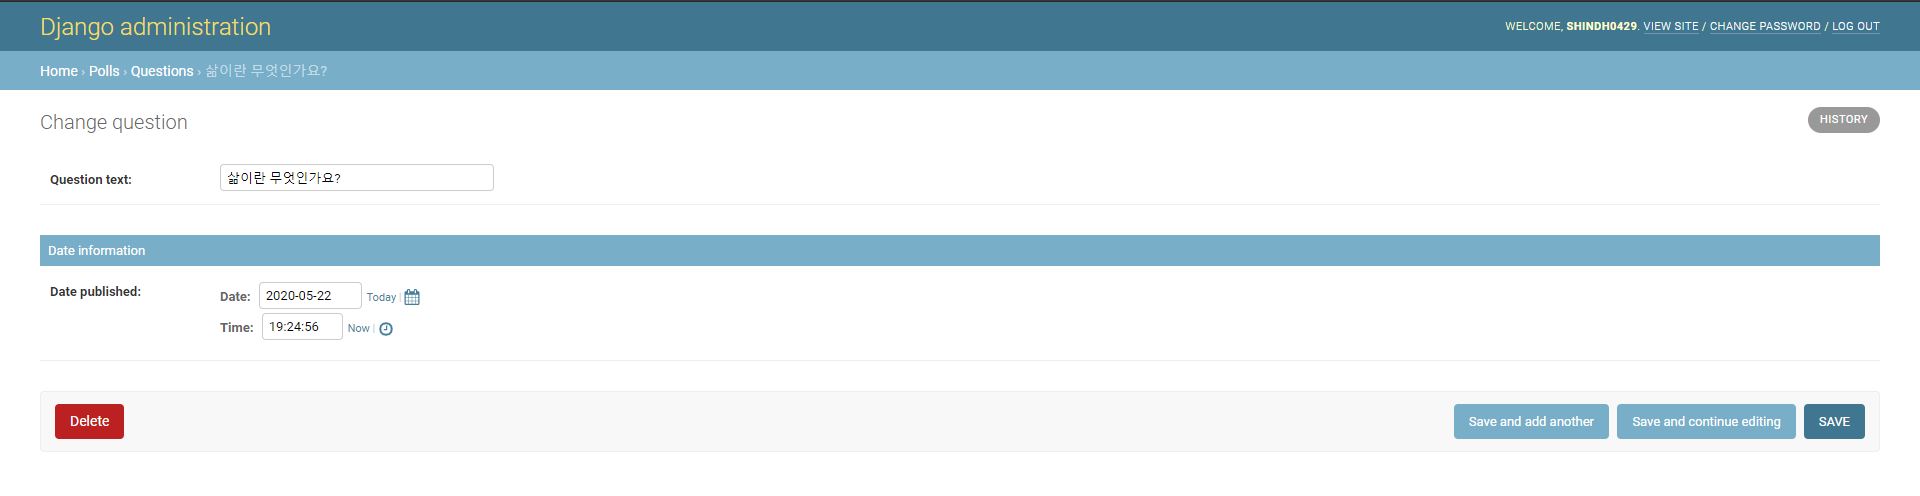 Django administration
WELCOME, SHINDH0429. VIEW SITE / CHANGE PASSWORD / LOG OUT
Home › Polls › Questions › 삶이란 무엇인가요?
Change question
HISTORY
Question text: 삶이란 무엇인가요?
Date information
Date published: Date: 2020-05-22 Today |
Time: 19:24:56 Now |
Delete Save and add another Save and continue editing SAVE